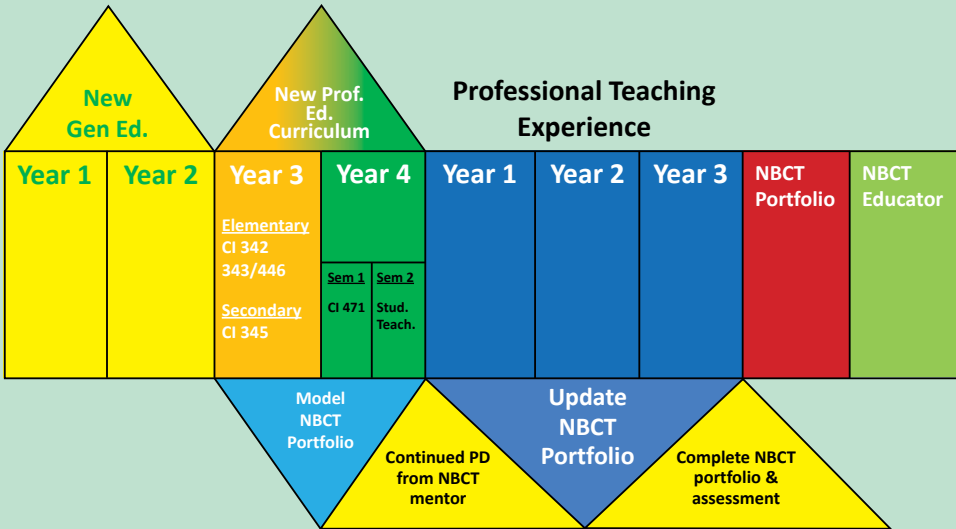 New
Gen Ed.
New Prof.
Ed.
Curriculum
Professional Teaching
Experience
Year 1
Year 2
Year 3
Year 4
Year 1
Year 2
Year 3
NBCT
Portfolio
NBCT
Educator
Elementary
CI 342
343/446
Secondary
CI 345
Sem 1
CI 471
Sem 2
Stud.
Teach.
Model
NBCT
Portfolio
Continued PD
from NBCT
mentor
Update
NBCT
Portfolio
Complete NBCT
portfolio &
assessment